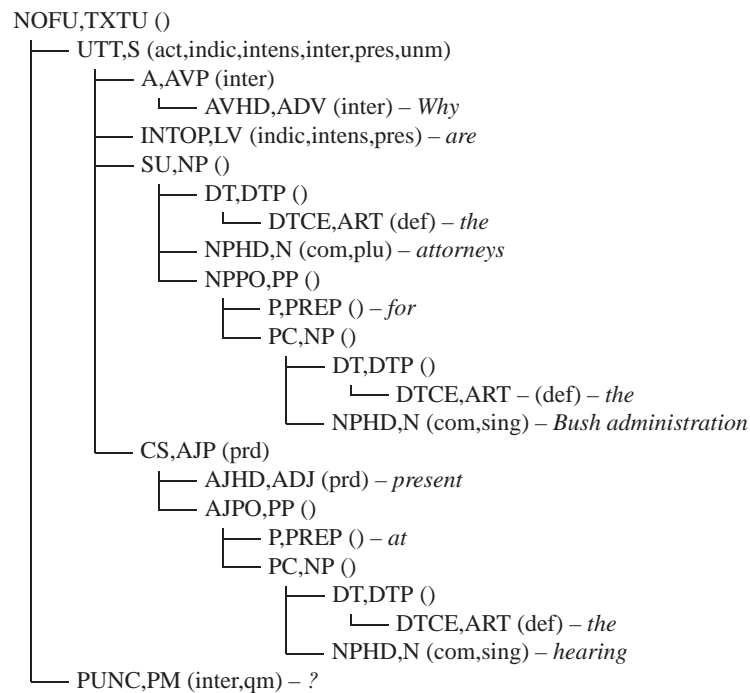 NOFU,TXTU ()
UTT,S (act,indic,intens,inter,pres,unm)
A,AVP (inter)
AVHD,ADV (inter) – Why
INTOP,LV (indic,intens,pres) – are
SU,NP ()
DT,DTP ()
DTCE,ART (def) – the
NPHD,N (com,plu) – attorneys
NPPO,PP ()
P,PREP () – for
PC,NP ()
DT,DTP ()
DTCE,ART – (def) – the
NPHD,N (com,sing) – Bush administration
CS,AJP (prd)
AJHD,ADJ (prd) – present
AJPO,PP ()
P,PREP () – at
PC,NP ()
DT,DTP ()
DTCE,ART (def) – the
NPHD,N (com,sing) – hearing
PUNC,PM (inter,qm) – ?